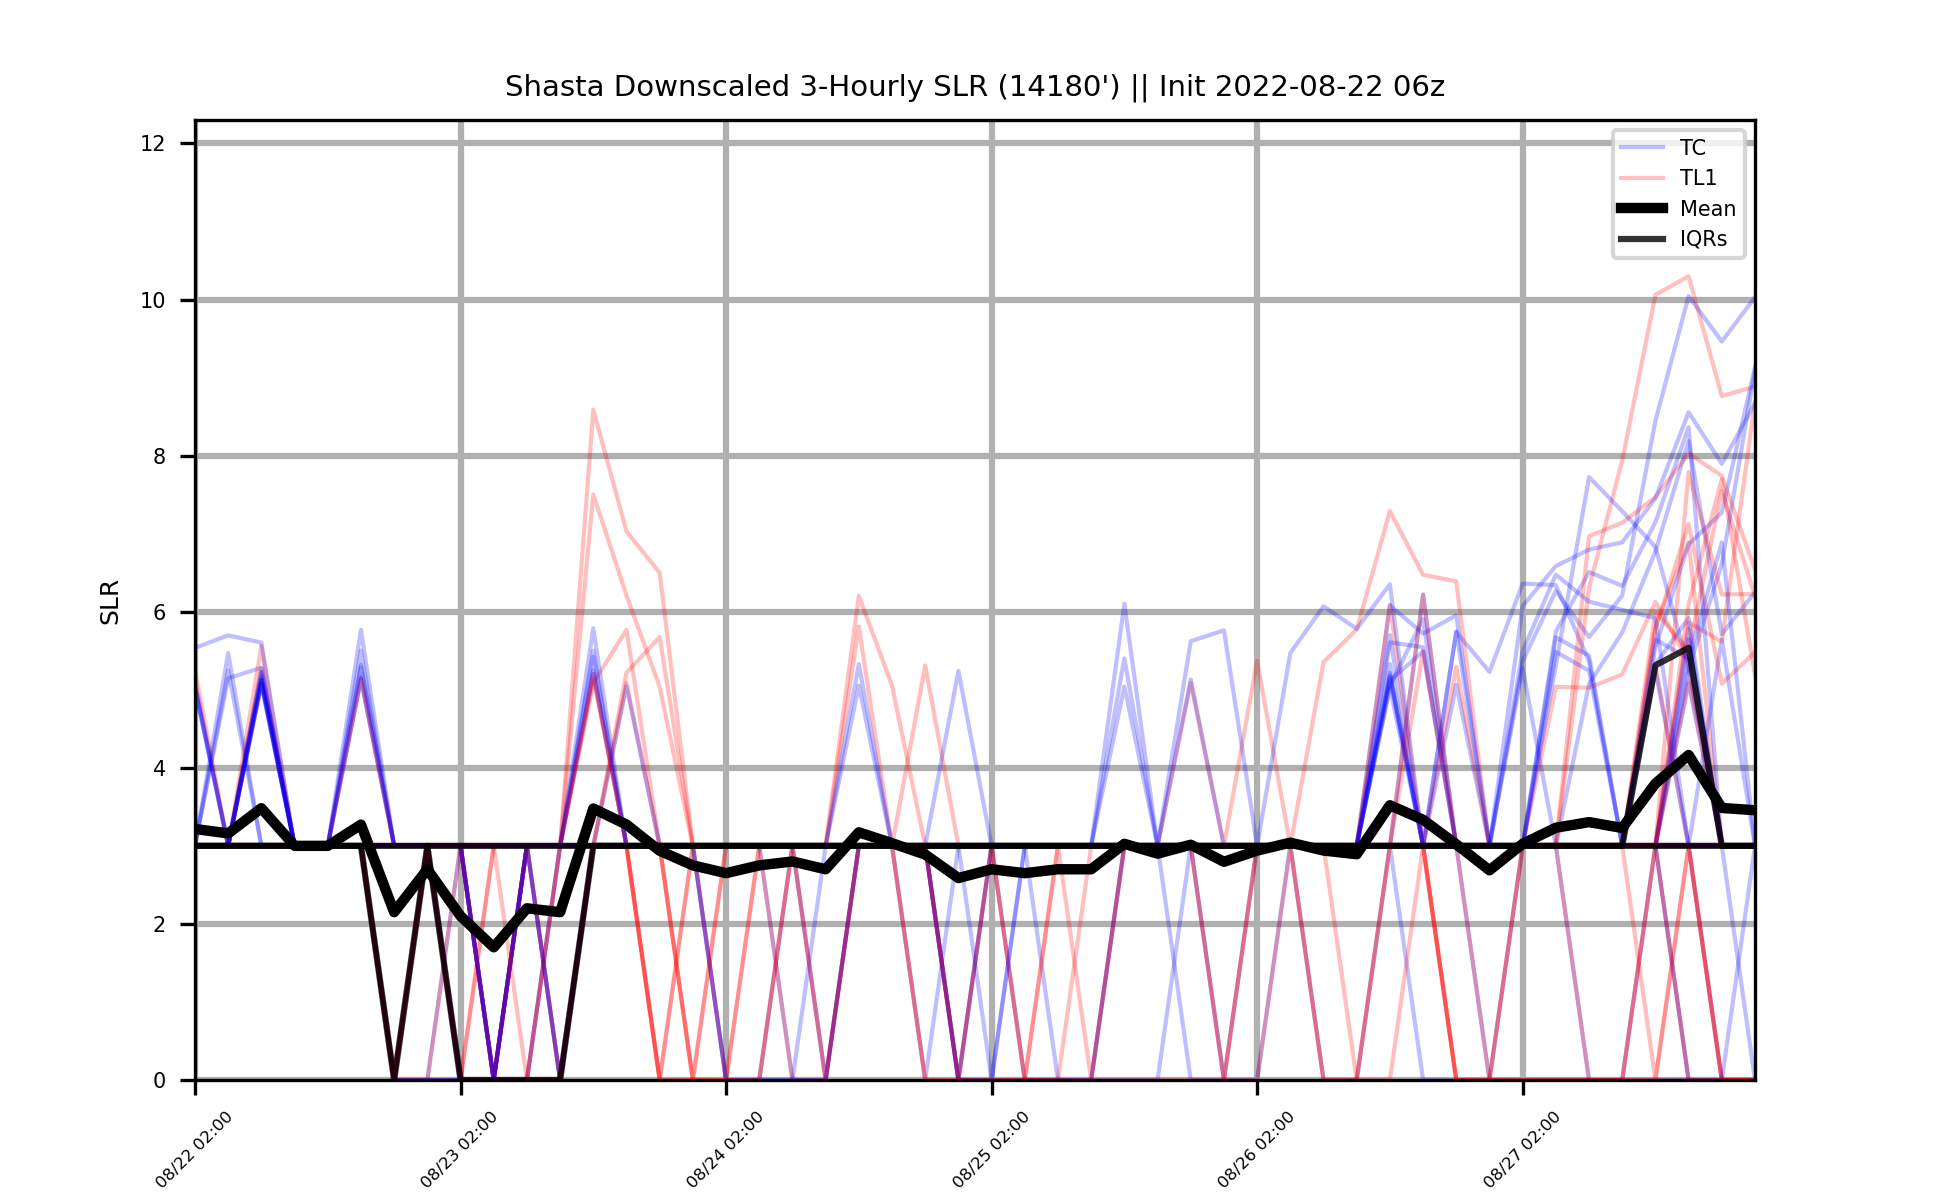 Shasta Downscaled 3-Hourly SLR (14180') || Init 2022-08-22 06z
TC
TL1
Mean
IQRs
SLR
12
10
8
6
4
2
0
08/22 02:00
08/23 02:00
08/24 02:00
08/25 02:00
08/26 02:00
08/27 02:00